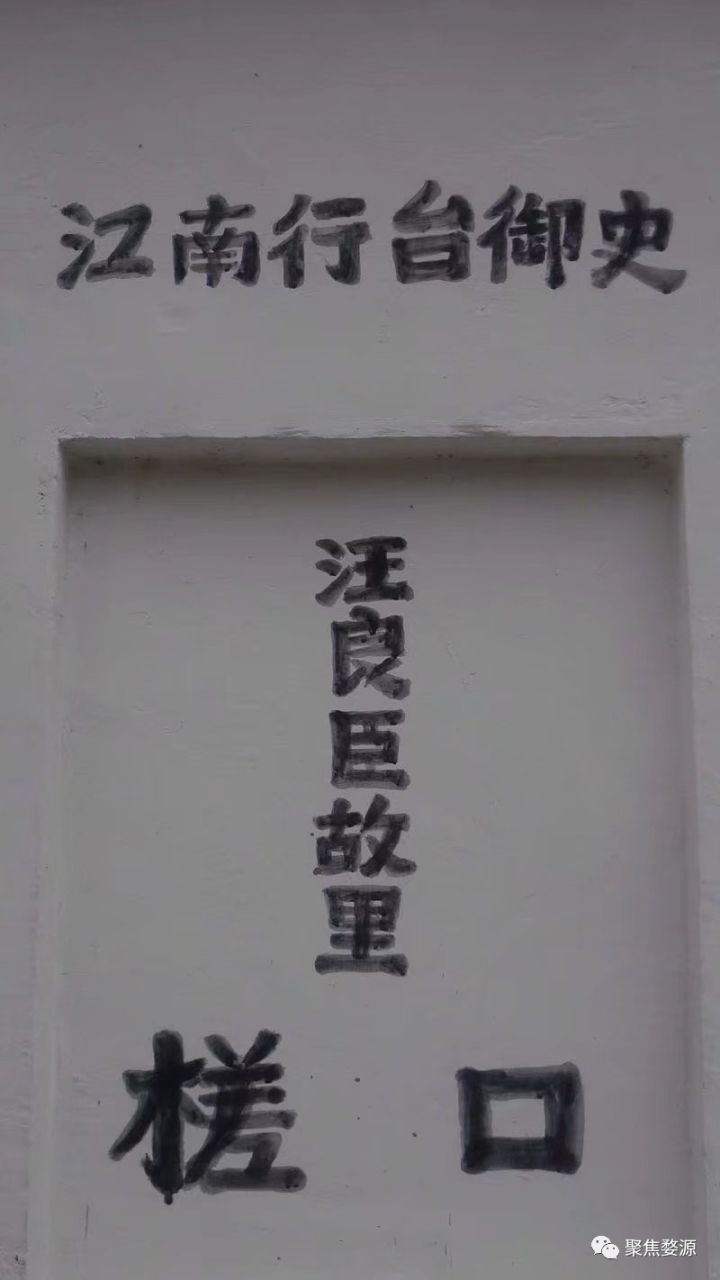 江南行台御史
汪良臣故里
槎口
聚焦婺源